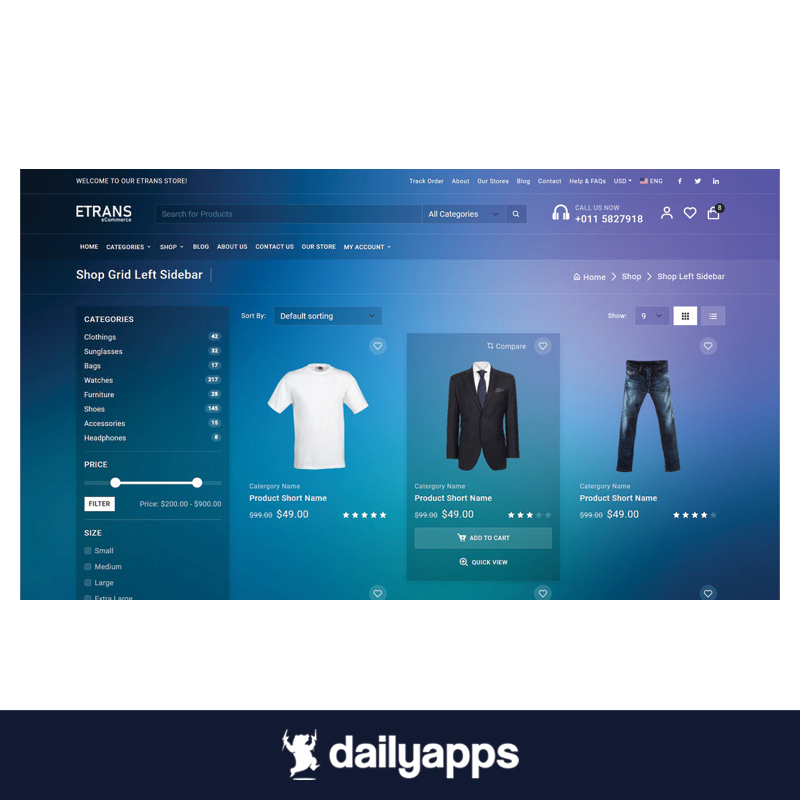 WELCOME TO OUR ETRANS STORE!
Track Order About Our Stores Blog Contact Help & FAQs USD ENG
ETRANS
eCommerce
Search for Products
All Categories
CALL US NOW
+011 5827918
8
HOME CATEGORIES SHOP BLOG ABOUT US CONTACT US OUR STORE MY ACCOUNT
Shop Grid Left Sidebar
Home Shop Shop Left Sidebar
CATEGORIES
Clothings 42
Sunglasses 32
Bags 17
Watches 217
Furniture 28
Shoes 145
Accessories 15
Headphones 8
PRICE
FILTER Price: $200.00 - $900.00
SIZE
Small
Medium
Large
Extra Large
Sort By: Default sorting
Show: 9
Compare
Catergory Name
Product Short Name
$99.00 $49.00
Catergory Name
Product Short Name
$99.00 $49.00
ADD TO CART
QUICK VIEW
Catergory Name
Product Short Name
$99.00 $49.00
dailyapps